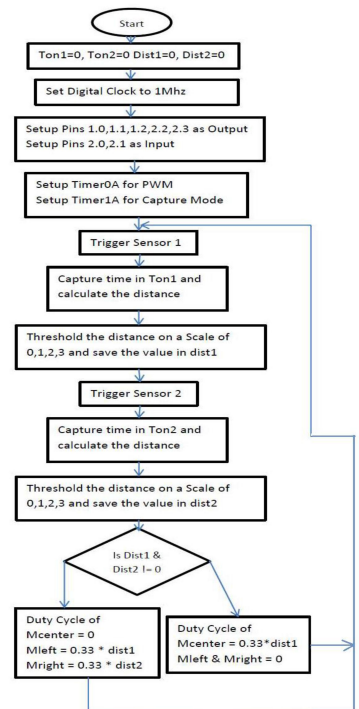 Start
Ton1=0, Ton2=0 Dist1=0, Dist2=0
Set Digital Clock to 1Mhz
Setup Pins 1.0,1.1,1.2,2.2,2.3 as Output
Setup Pins 2.0,2.1 as Input
Setup Timer0A for PWM
Setup Timer1A for Capture Mode
Trigger Sensor 1
Capture time in Ton1 and
calculate the distance
Threshold the distance on a Scale of
0,1,2,3 and save the value in dist1
Trigger Sensor 2
Capture time in Ton2 and
calculate the distance
Threshold the distance on a Scale of
0,1,2,3 and save the value in dist2
Is Dist1 &
Dist2 != 0
Duty Cycle of
Mcenter = 0
Mleft = 0.33 * dist1
Mright = 0.33 * dist2
Duty Cycle of
Mcenter = 0.33*dist1
Mleft & Mright = 0